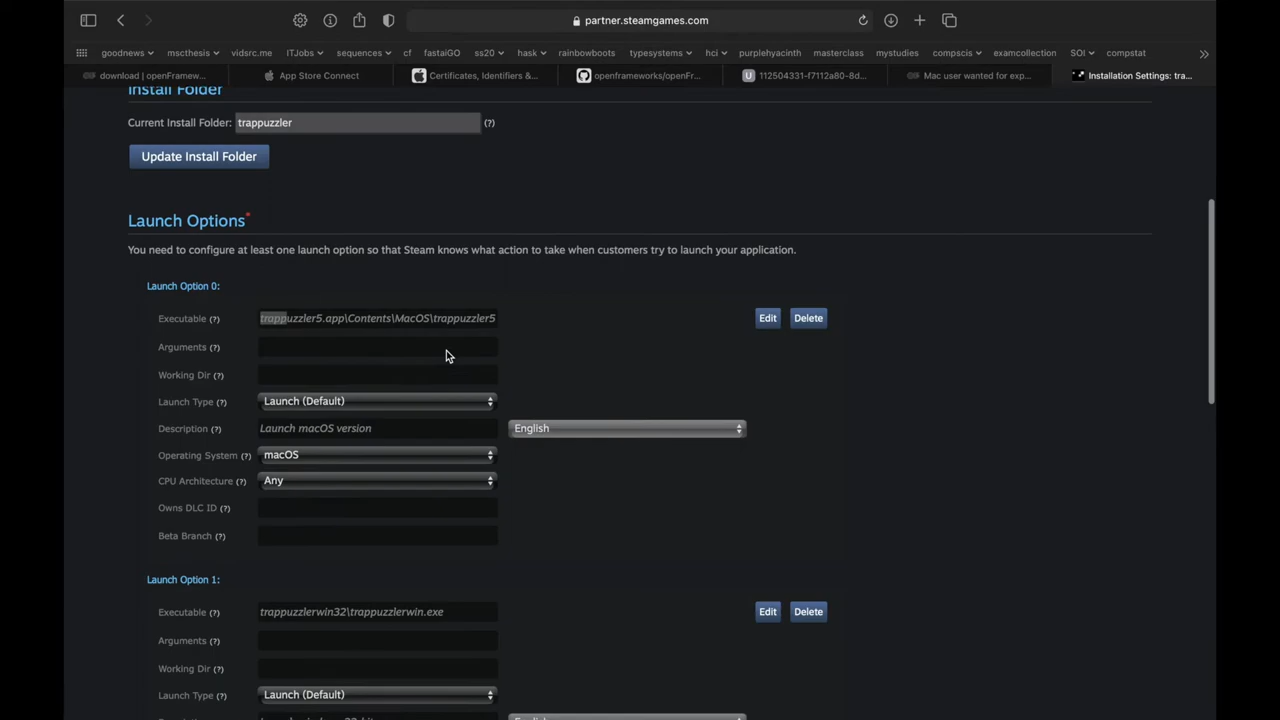 partner.steamgames.com
goodnews mscthesis vidsrc.me ITJobs sequences cf fastaiGO ss20 hask rainbowboots typesystems hci purplehyacinth masterclass mystudies compscis examcollection SOI compstat
download | openFramew... App Store Connect Certificates, Identifiers &... openframeworks/openFr... 112504331-f7112a80-8d... Mac user wanted for exp... Installation Settings: tra...
Install Folder
Current Install Folder: trappuzzler (?)
Update Install Folder
Launch Options*
You need to configure at least one launch option so that Steam knows what action to take when customers try to launch your application.
Launch Option 0:
Executable (?) trappuzzler5.app\Contents\MacOS\trappuzzler5 Edit Delete
Arguments (?)
Working Dir (?)
Launch Type (?) Launch (Default)
Description (?) Launch macOS version English
Operating System (?) macOS
CPU Architecture (?) Any
Owns DLC ID (?)
Beta Branch (?)
Launch Option 1:
Executable (?) trappuzzlerwin32\trappuzzlerwin.exe Edit Delete
Arguments (?)
Working Dir (?)
Launch Type (?) Launch (Default)